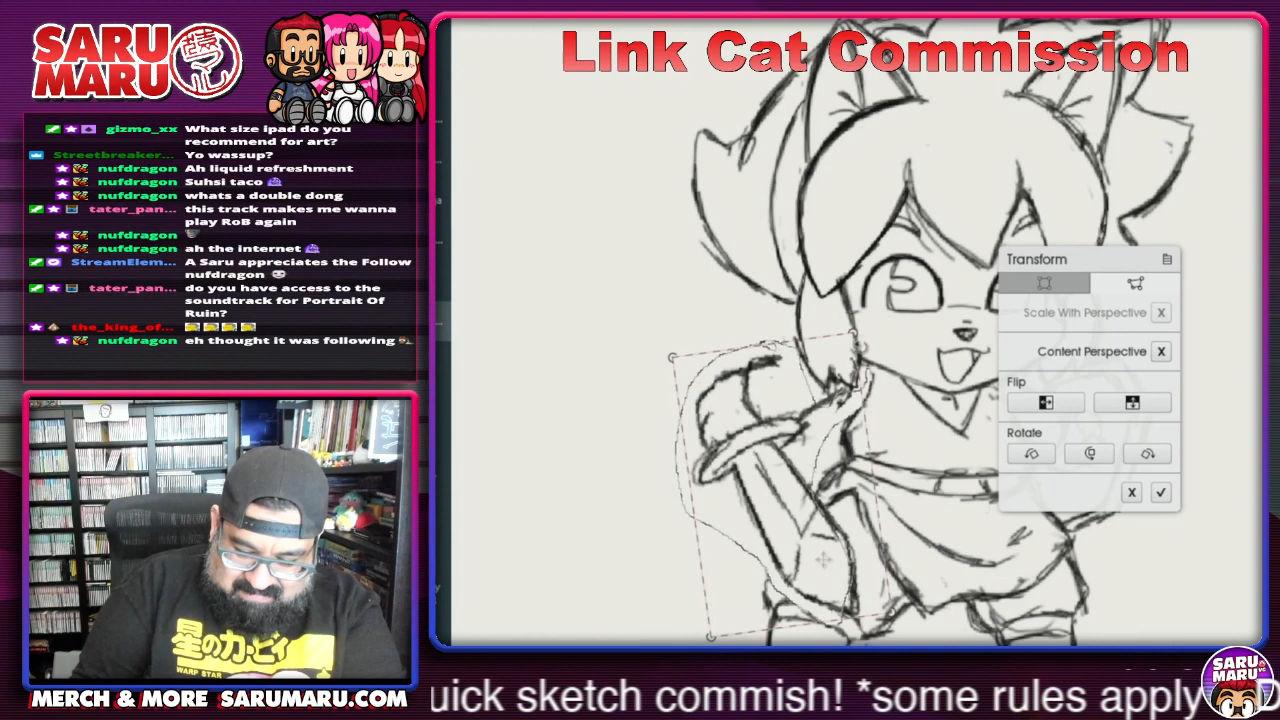 SARU
MARU
Link Cat Commission
gizmo_xx What size ipad do you
recommend for art?
Streetbreaker... Yo wassup?
nufdragon Ah liquid refreshment
nufdragon Suhsi taco
nufdragon whats a double dong
tater_pan... this track makes me wanna
play RoB again
nufdragon
nufdragon ah the internet
StreamElem... A Saru appreciates the Follow
nufdragon
tater_pan... do you have access to the
soundtrack for Portrait Of
Ruin?
the_king_of...
nufdragon eh thought it was following
Transform
Scale With Perspective X
Content Perspective X
Flip
Rotate
X
星のカービィ
WARP STAR
MERCH & MORE SARUMARU.COM
uick sketch commish! *some rules apply
SARU
MARU